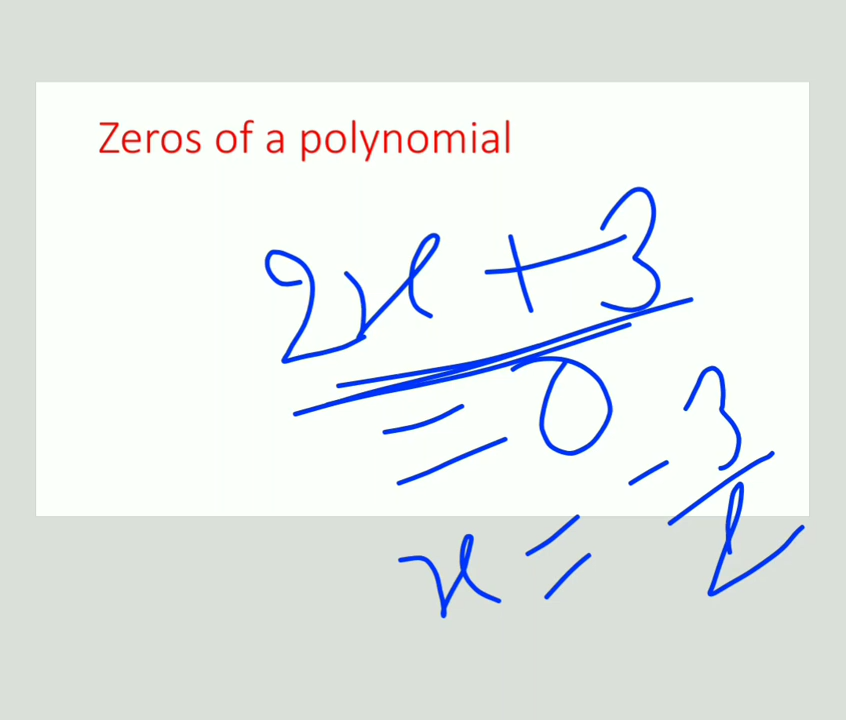 Zeros of a polynomial
2x + 3
= 0
x = -3/2